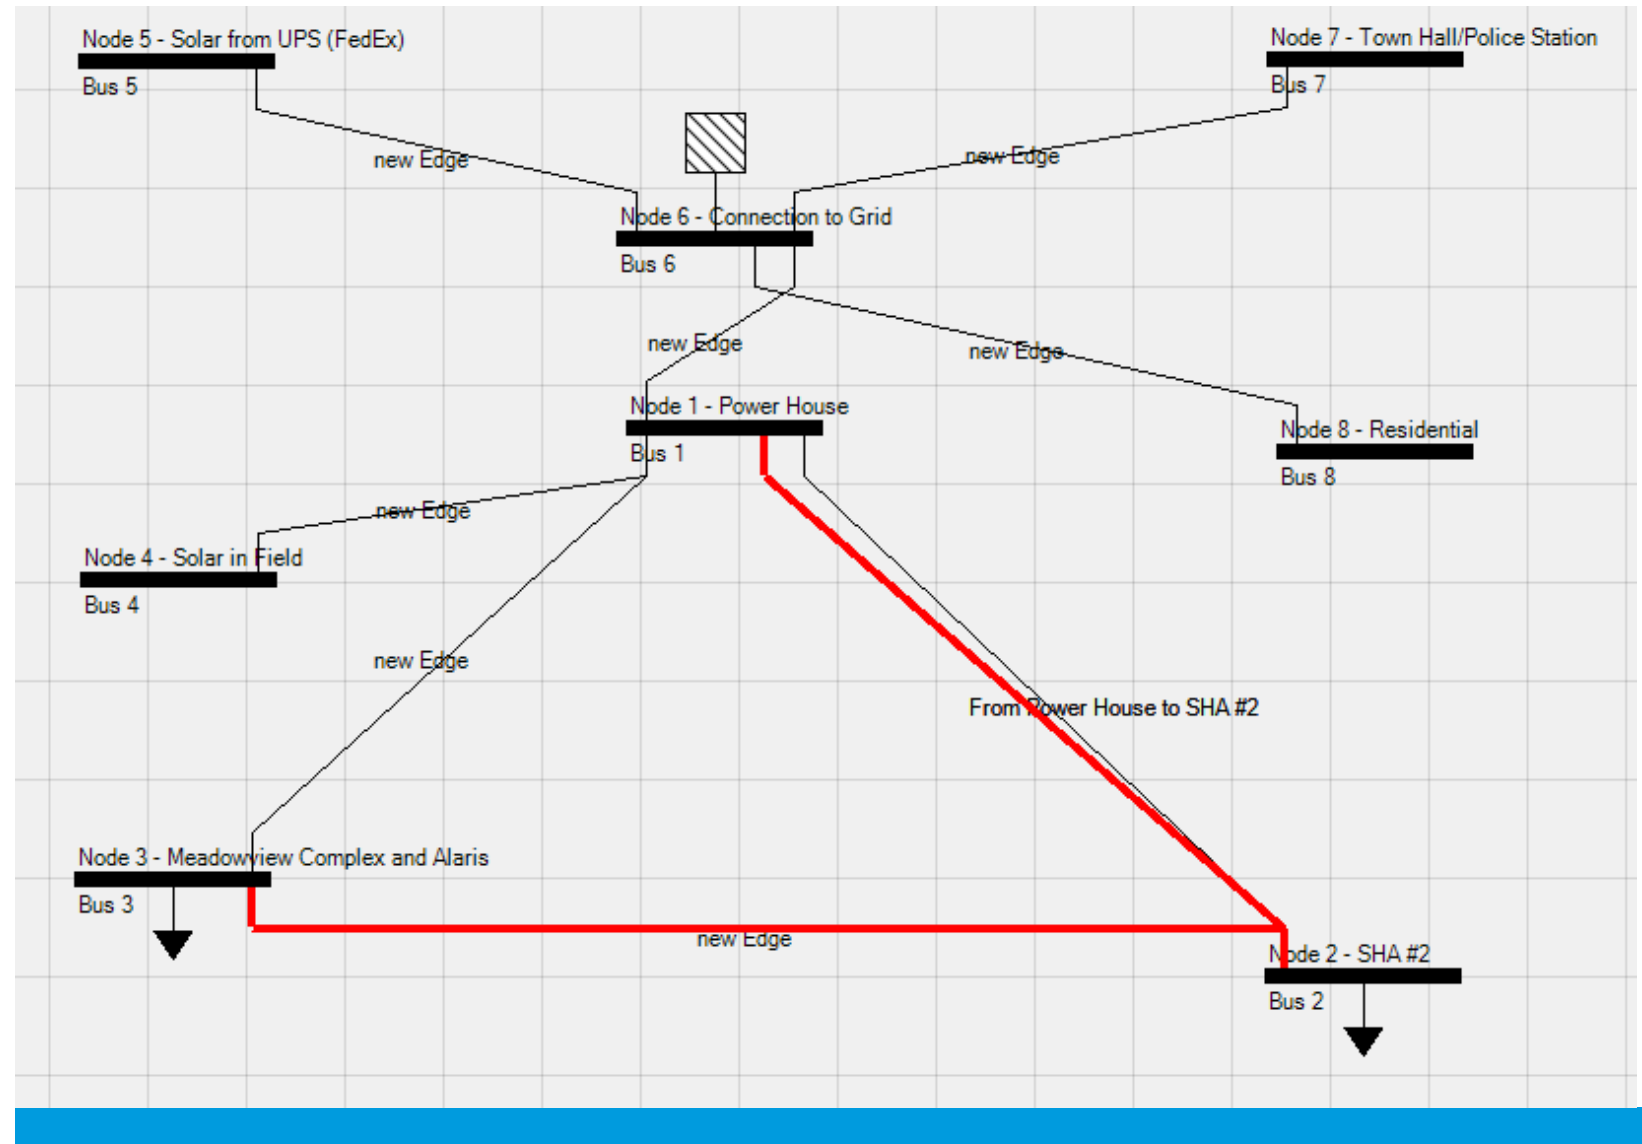 Node 5 - Solar from UPS (FedEx)
Bus 5
Node 7 - Town Hall/Police Station
Bus 7
new Edge
new Edge
Node 6 - Connection to Grid
Bus 6
new Edge
new Edge
Node 1 - Power House
Bus 1
Node 8 - Residential
Bus 8
new Edge
Node 4 - Solar in Field
Bus 4
new Edge
From Power House to SHA #2
Node 3 - Meadowview Complex and Alaris
Bus 3
new Edge
Node 2 - SHA #2
Bus 2